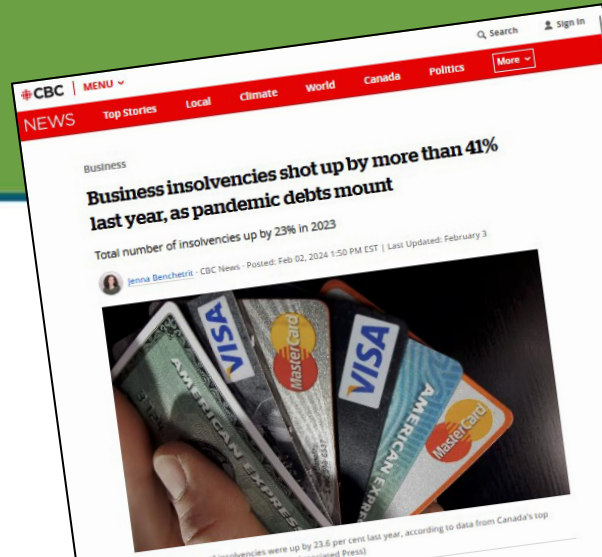 Search
Sign In
CBC
MENU
NEWS
Top Stories
Local
Climate
World
Canada
Politics
More
Business
Business insolvencies shot up by more than 41%
last year, as pandemic debts mount
Total number of insolvencies up by 23% in 2023
Jenna Benchetrit · CBC News · Posted: Feb 02, 2024 1:50 PM EST | Last Updated: February 3
AMERICAN EXPRESS
VISA
MasterCard
VISA
AMERICAN EXPRE
MasterCard
insolvencies were up by 23.6 per cent last year, according to data from Canada's top
Press)